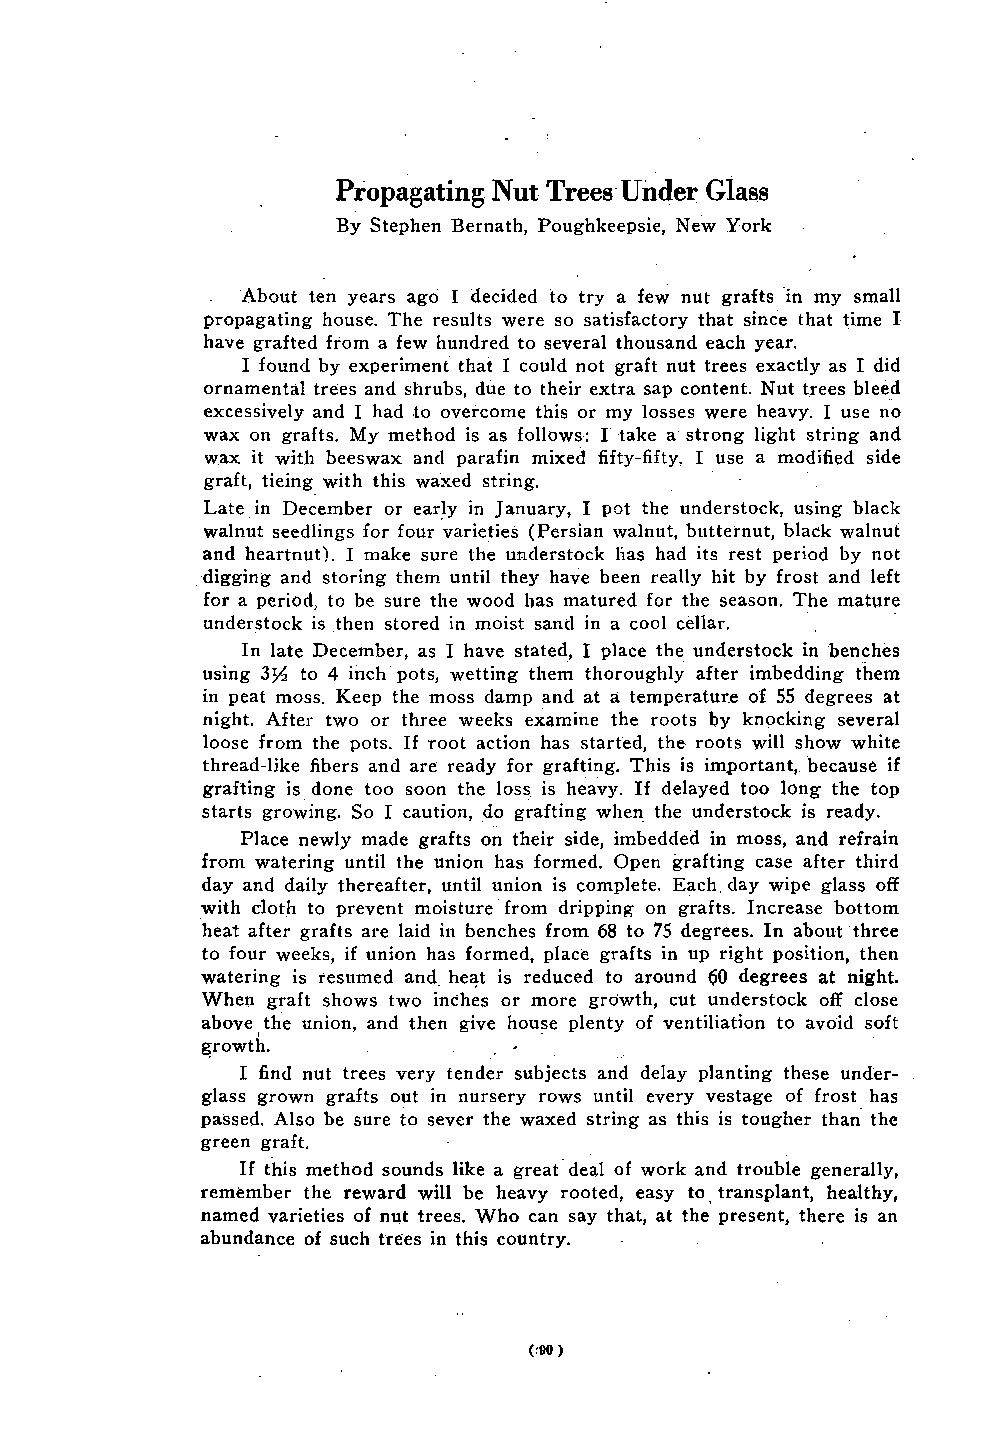 Propagating Nut Trees Under Glass
By Stephen Bernath, Poughkeepsie, New York
About ten years ago I decided to try a few nut grafts in my small
propagating house. The results were so satisfactory that since that time I
have grafted from a few hundred to several thousand each year.
I found by experiment that I could not graft nut trees exactly as I did
ornamental trees and shrubs, due to their extra sap content. Nut trees bleed
excessively and I had to overcome this or my losses were heavy. I use no
wax on grafts. My method is as follows: I take a strong light string and
wax it with beeswax and parafin mixed fifty-fifty. I use a modified side
graft, tieing with this waxed string.
Late in December or early in January, I pot the understock, using black
walnut seedlings for four varieties (Persian walnut, butternut, black walnut
and heartnut). I make sure the understock has had its rest period by not
digging and storing them until they have been really hit by frost and left
for a period, to be sure the wood has matured for the season. The mature
understock is then stored in moist sand in a cool cellar.
In late December, as I have stated, I place the understock in benches
using 3½ to 4 inch pots, wetting them thoroughly after imbedding them
in peat moss. Keep the moss damp and at a temperature of 55 degrees at
night. After two or three weeks examine the roots by knocking several
loose from the pots. If root action has started, the roots will show white
thread-like fibers and are ready for grafting. This is important, because if
grafting is done too soon the loss is heavy. If delayed too long the top
starts growing. So I caution, do grafting when the understock is ready.
Place newly made grafts on their side, imbedded in moss, and refrain
from watering until the union has formed. Open grafting case after third
day and daily thereafter, until union is complete. Each day wipe glass off
with cloth to prevent moisture from dripping on grafts. Increase bottom
heat after grafts are laid in benches from 68 to 75 degrees. In about three
to four weeks, if union has formed, place grafts in up right position, then
watering is resumed and heat is reduced to around 60 degrees at night.
When graft shows two inches or more growth, cut understock off close
above the union, and then give house plenty of ventiliation to avoid soft
growth.
I find nut trees very tender subjects and delay planting these under-
glass grown grafts out in nursery rows until every vestage of frost has
passed. Also be sure to sever the waxed string as this is tougher than the
green graft.
If this method sounds like a great deal of work and trouble generally,
remember the reward will be heavy rooted, easy to transplant, healthy,
named varieties of nut trees. Who can say that, at the present, there is an
abundance of such trees in this country.
(90)